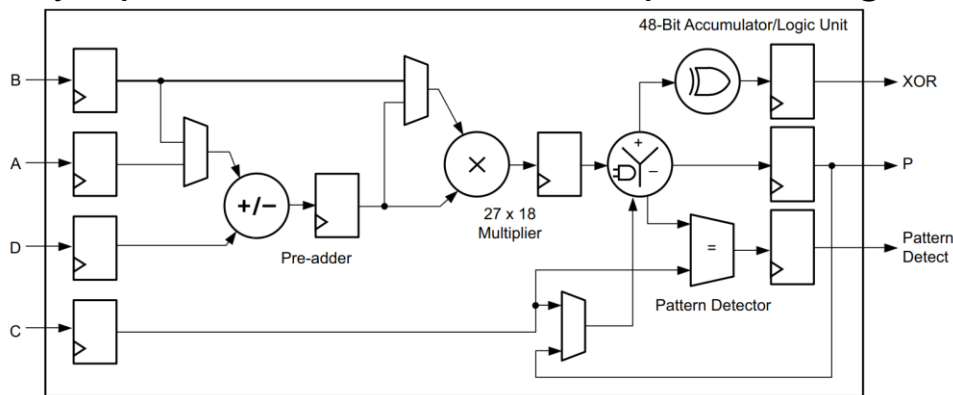 48-Bit Accumulator/Logic Unit
B
XOR
A
+
–
P
×
+/–
27 x 18
Multiplier
D
Pre-adder
=
Pattern
Detect
Pattern Detector
C